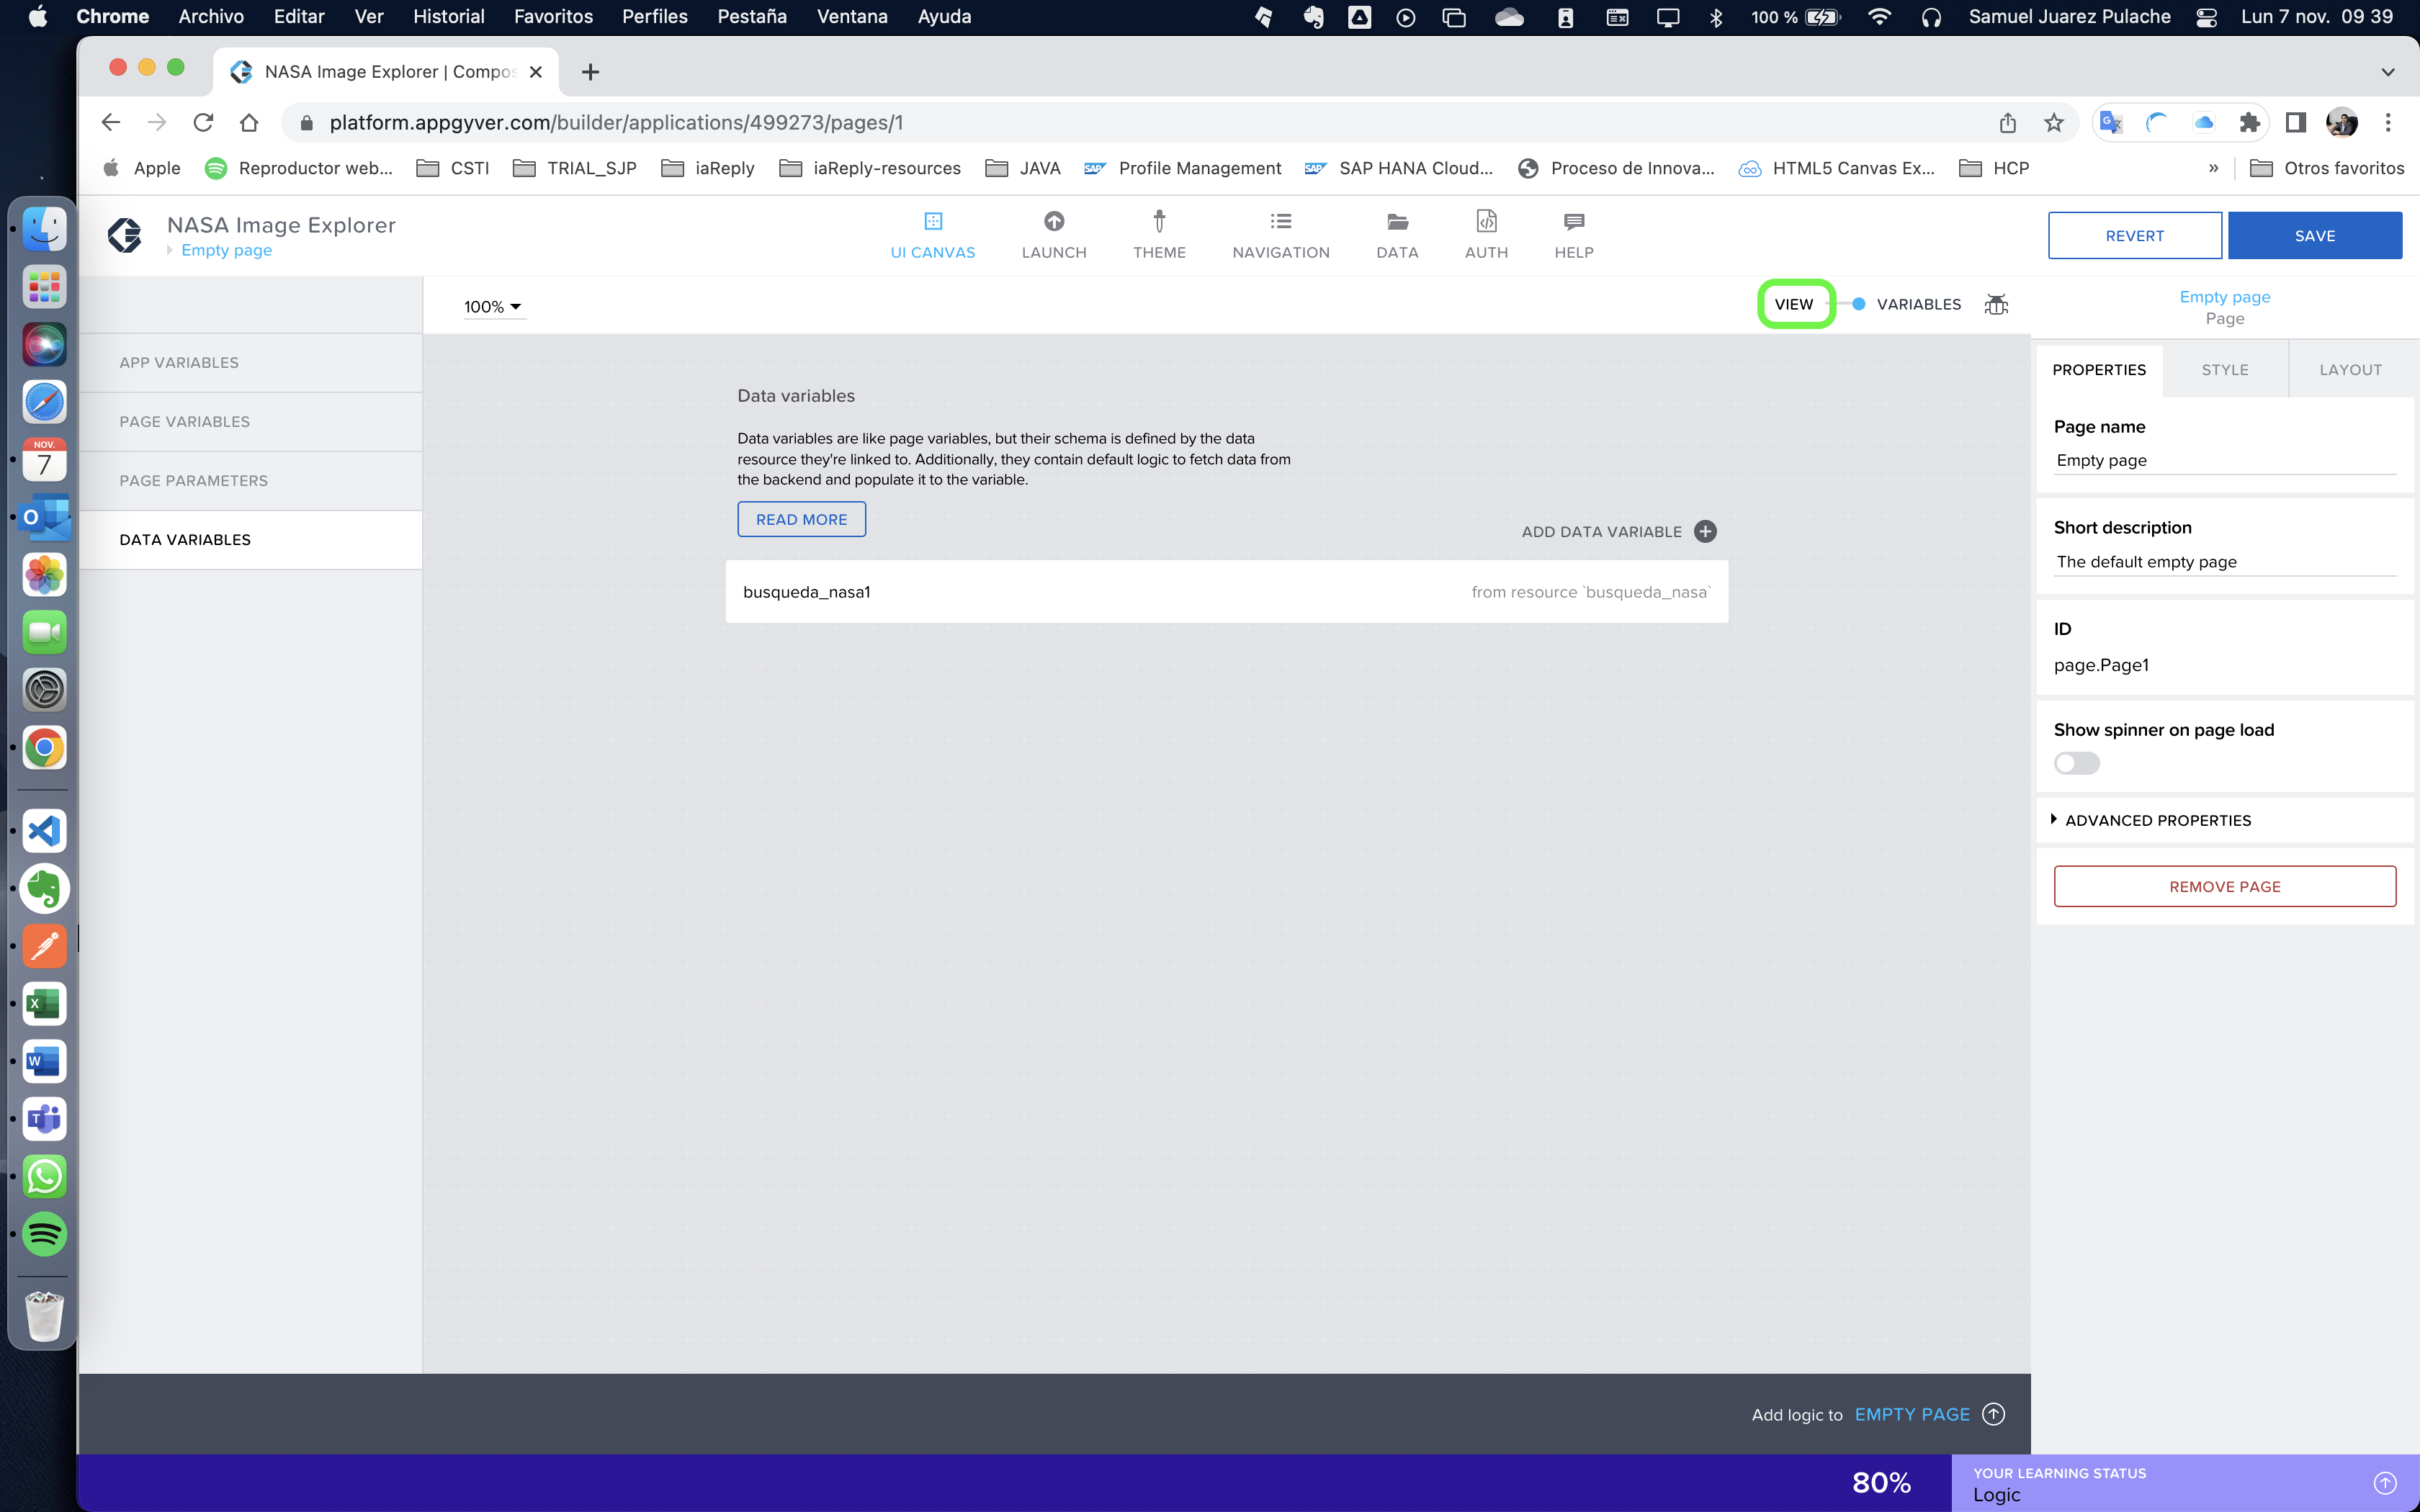 Chrome Archivo Editar Ver Historial Favoritos Perfiles Pestaña Ventana Ayuda 100 % Samuel Juarez Pulache Lun 7 nov. 09 39
NASA Image Explorer | Compos
platform.appgyver.com/builder/applications/499273/pages/1
Apple Reproductor web... CSTI TRIAL_SJP iaReply iaReply-resources JAVA SAP Profile Management SAP SAP HANA Cloud... Proceso de Innova... HTML5 Canvas Ex... HCP » Otros favoritos
NASA Image Explorer
Empty page
UI CANVAS LAUNCH THEME NAVIGATION DATA AUTH HELP
REVERT SAVE
100% VIEW VARIABLES
Empty page
Page
APP VARIABLES
PAGE VARIABLES
PAGE PARAMETERS
DATA VARIABLES
Data variables
Data variables are like page variables, but their schema is defined by the data
resource they're linked to. Additionally, they contain default logic to fetch data from
the backend and populate it to the variable.
READ MORE
ADD DATA VARIABLE
busqueda_nasa1 from resource `busqueda_nasa`
PROPERTIES STYLE LAYOUT
Page name
Empty page
Short description
The default empty page
ID
page.Page1
Show spinner on page load
ADVANCED PROPERTIES
REMOVE PAGE
Add logic to EMPTY PAGE
80%
YOUR LEARNING STATUS
Logic
NOV.
7